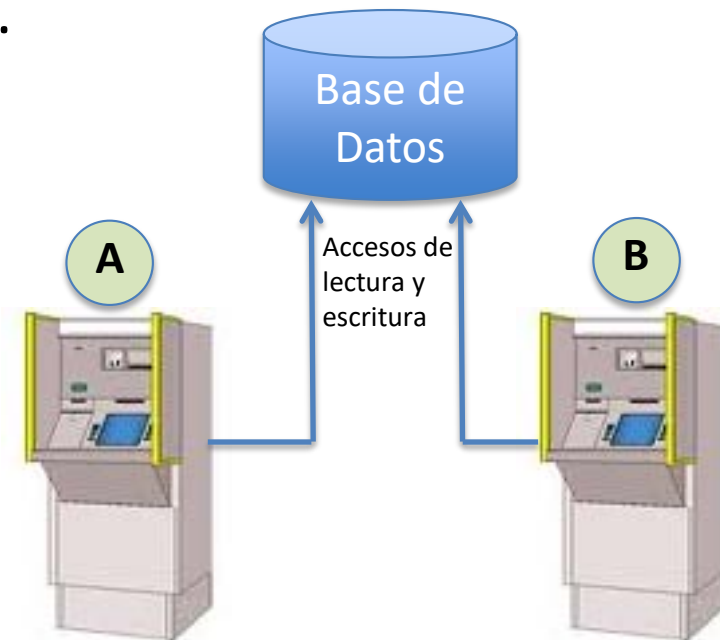 .
Base de
Datos
A
Accesos de
lectura y
escritura
B